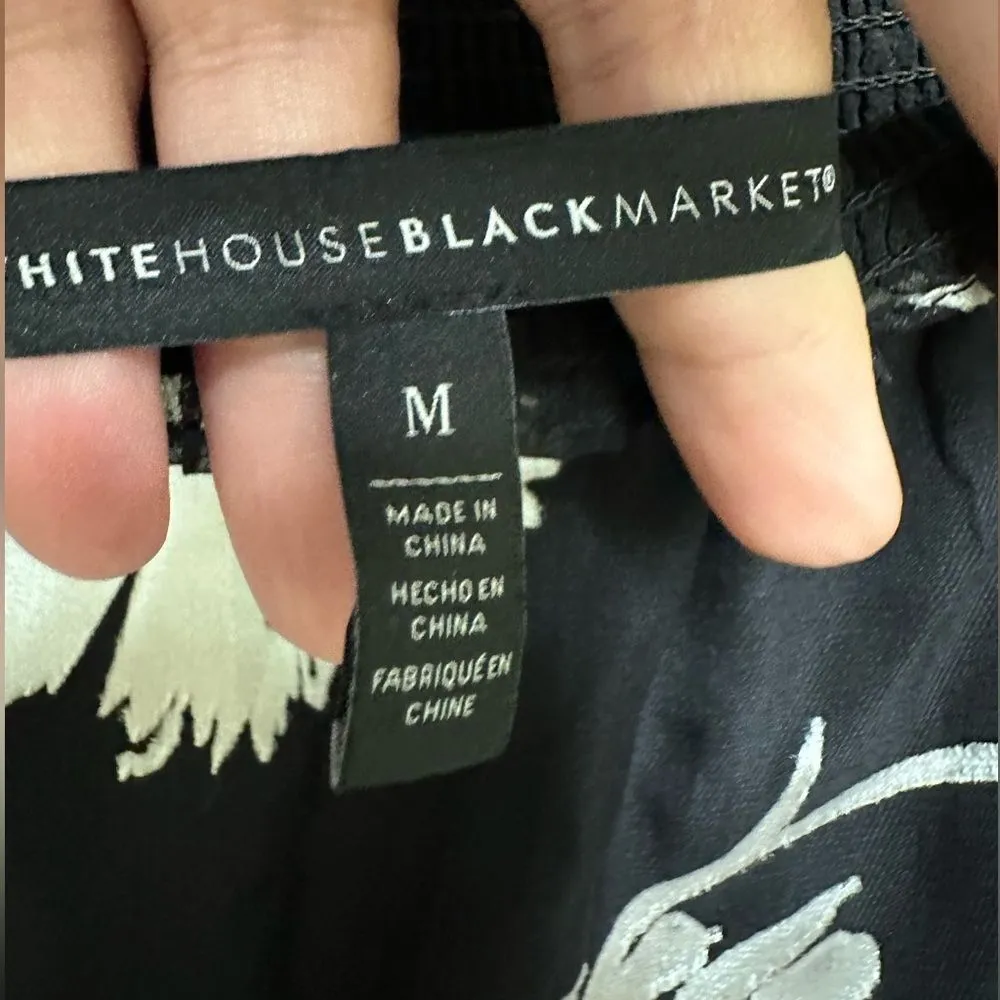 HITEHOUSEBLACKMARKET®
M
MADE IN
CHINA
HECHO EN
CHINA
FABRIQUÉ EN
CHINE